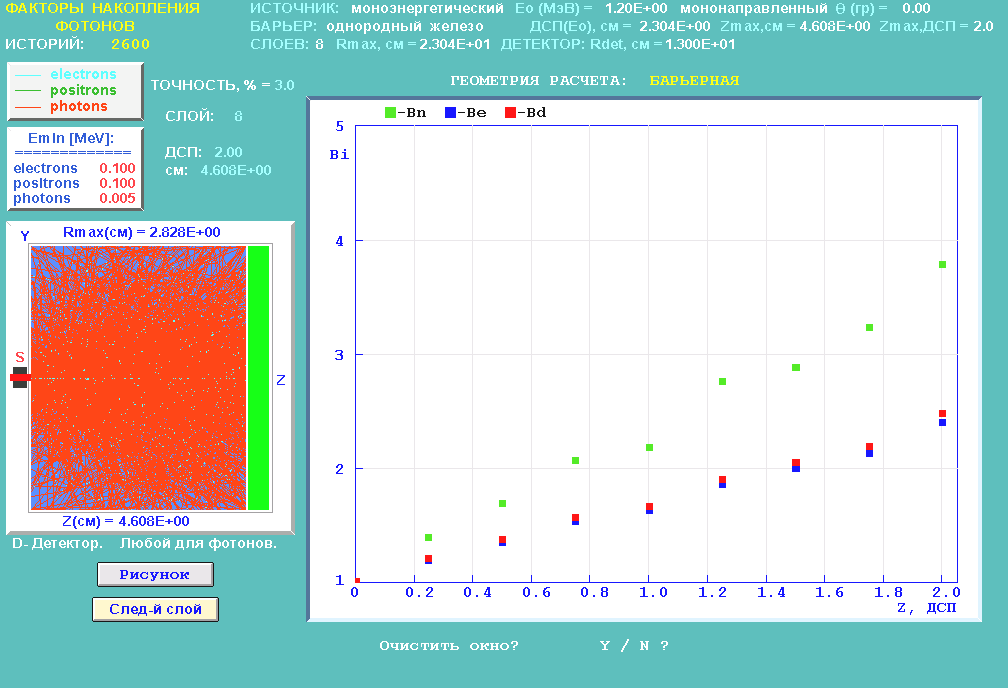 ФАКТОРЫ НАКОПЛЕНИЯ
ФОТОНОВ
ИСТОРИЙ: 2600
ИСТОЧНИК: моноэнергетический Eo (МэВ) = 1.20E+00 мононаправленный Θ (гр) = 0.00
БАРЬЕР: однородный железо ДСП(Eo), см = 2.304E+00 Zmax,см = 4.608E+00 Zmax,ДСП = 2.0
СЛОЕВ: 8 Rmax, см = 2.304E+01 ДЕТЕКТОР: Rdet, см = 1.300E+01
electrons
positrons
photons
ТОЧНОСТЬ, % = 3.0
СЛОЙ: 8
ДСП: 2.00
см: 4.608E+00
Emin [MeV]:
=============
electrons 0.100
positrons 0.100
photons 0.005
ГЕОМЕТРИЯ РАСЧЕТА: БАРЬЕРНАЯ
-Bn -Be -Bd
5
Bi
4
3
2
1
0 0.2 0.4 0.6 0.8 1.0 1.2 1.4 1.6 1.8 2.0
Z, ДСП
Y Rmax(см) = 2.828E+00
S
Z
Z(см) = 4.608E+00
D- Детектор. Любой для фотонов.
Рисунок
След-й слой
Очистить окно? Y / N ?